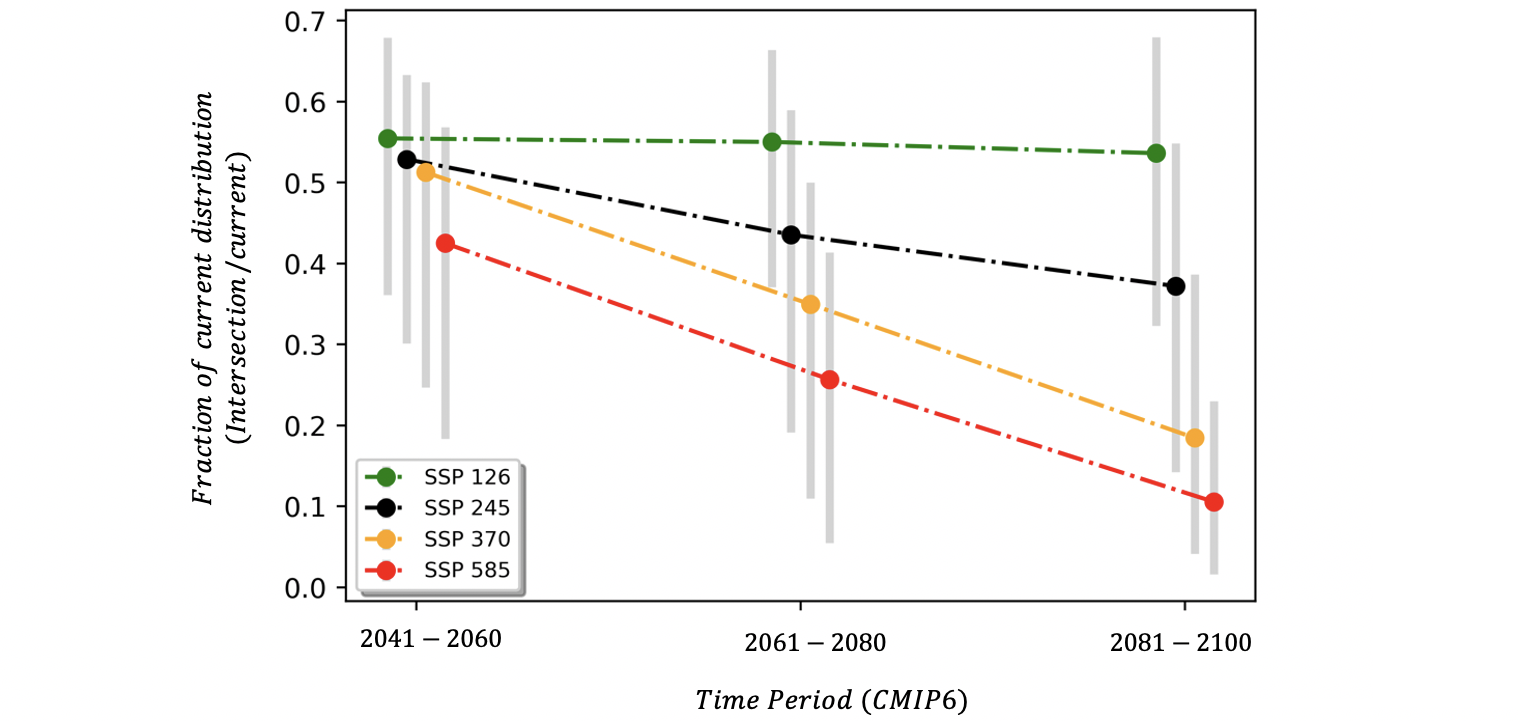 0.7
0.6
0.5
0.4
0.3
0.2
0.1
0.0
Fraction of current distribution
(Intersection/current)
SSP 126
SSP 245
SSP 370
SSP 585
2041 – 2060
2061 – 2080
2081 – 2100
Time Period (CMIP6)